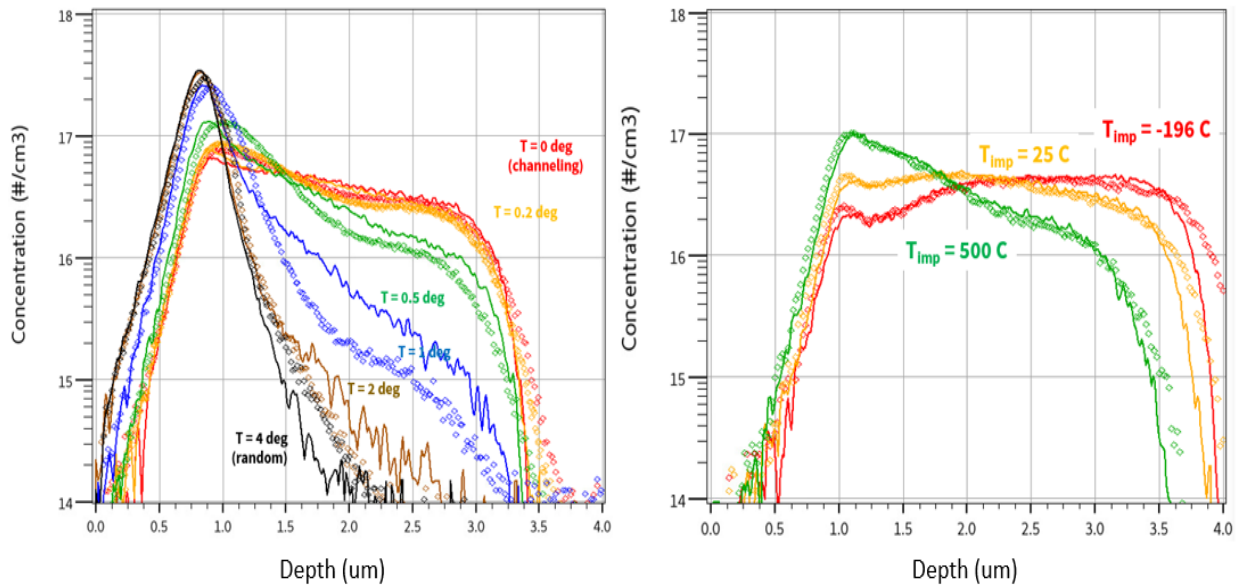 18
17
16
15
14
Concentration (#/cm3)
T = 0 deg
(channeling)
T = 0.2 deg
T = 0.5 deg
T = 1 deg
T = 2 deg
T = 4 deg
(random)
0.0 0.5 1.0 1.5 2.0 2.5 3.0 3.5 4.0
Depth (um)
18
17
16
15
14
Concentration (#/cm3)
T_imp = -196 C
T_imp = 25 C
T_imp = 500 C
0.0 0.5 1.0 1.5 2.0 2.5 3.0 3.5 4.0
Depth (um)